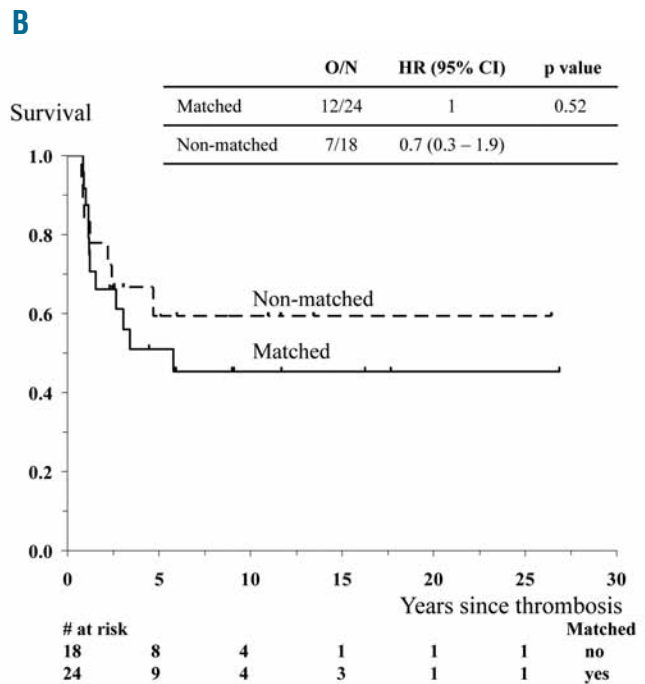 B
O/N HR (95% CI) p value
Matched 12/24 1 0.52
Non-matched 7/18 0.7 (0.3 – 1.9)
Survival
1.0
0.8
0.6
0.4
0.2
0.0
Non-matched
Matched
0 5 10 15 20 25 30
Years since thrombosis
# at risk Matched
18 8 4 1 1 1 no
24 9 4 3 1 1 yes